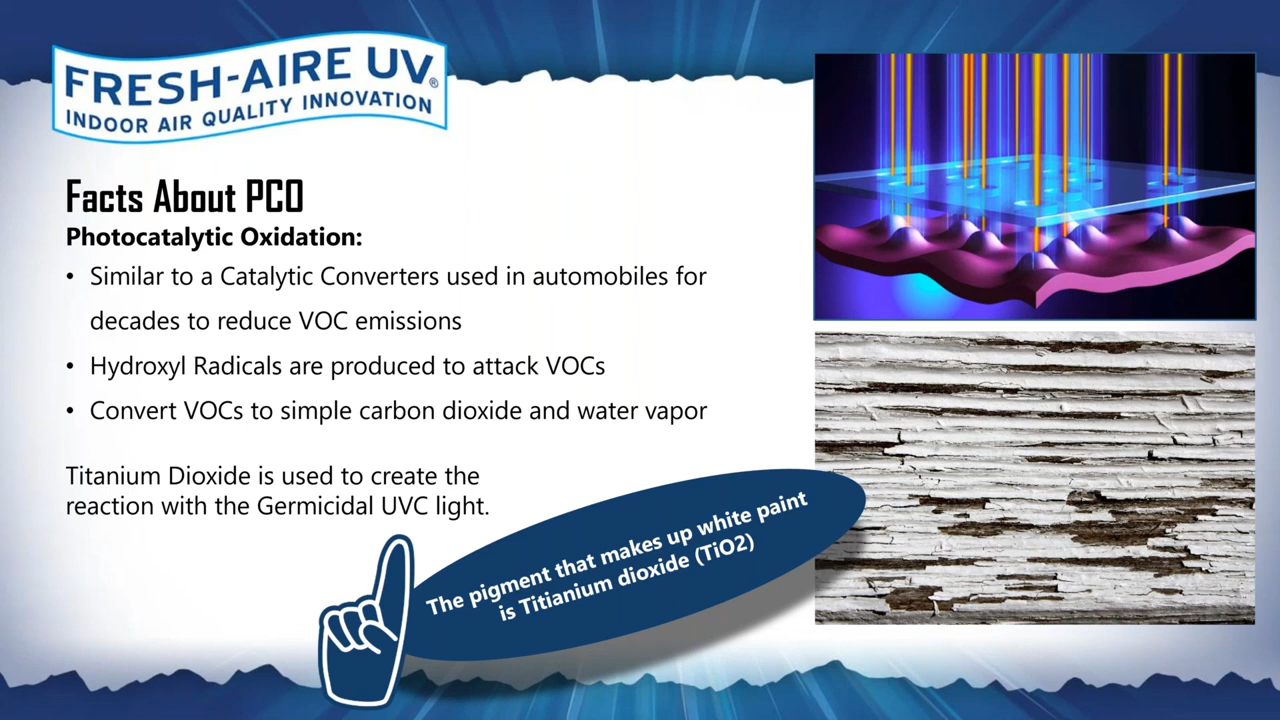 FRESH-AIRE UV®
INDOOR AIR QUALITY INNOVATION
Facts About PCO
Photocatalytic Oxidation:
• Similar to a Catalytic Converters used in automobiles for
decades to reduce VOC emissions
• Hydroxyl Radicals are produced to attack VOCs
• Convert VOCs to simple carbon dioxide and water vapor
Titanium Dioxide is used to create the
reaction with the Germicidal UVC light.
The pigment that makes up white paint
is Titianium dioxide (TiO2)